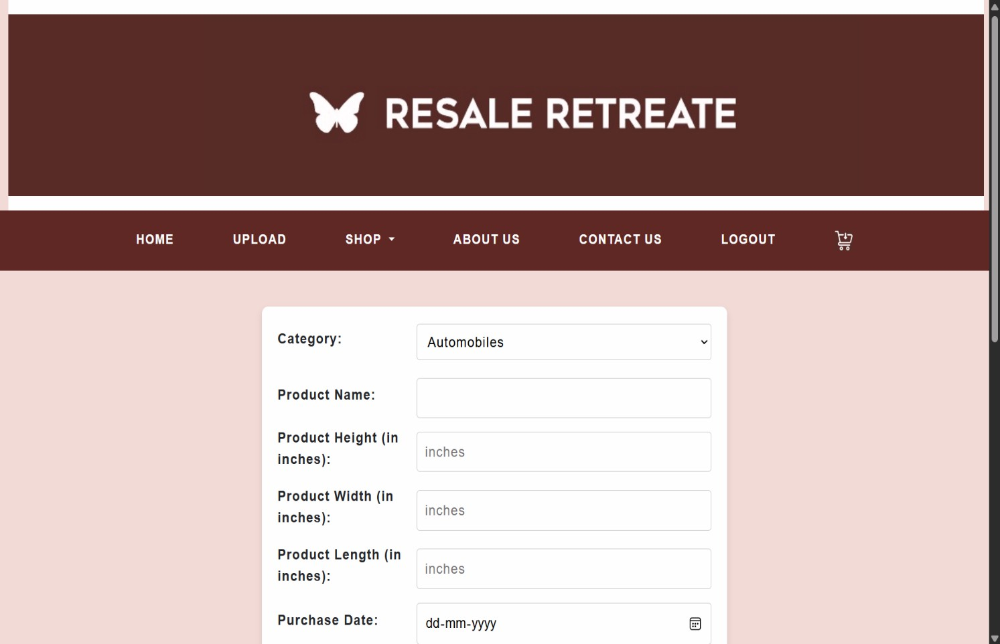 RESALE RETREATE
HOME
UPLOAD
SHOP
ABOUT US
CONTACT US
LOGOUT
Category:
Automobiles
Product Name:
Product Height (in
inches):
inches
Product Width (in
inches):
inches
Product Length (in
inches):
inches
Purchase Date:
dd-mm-yyyy